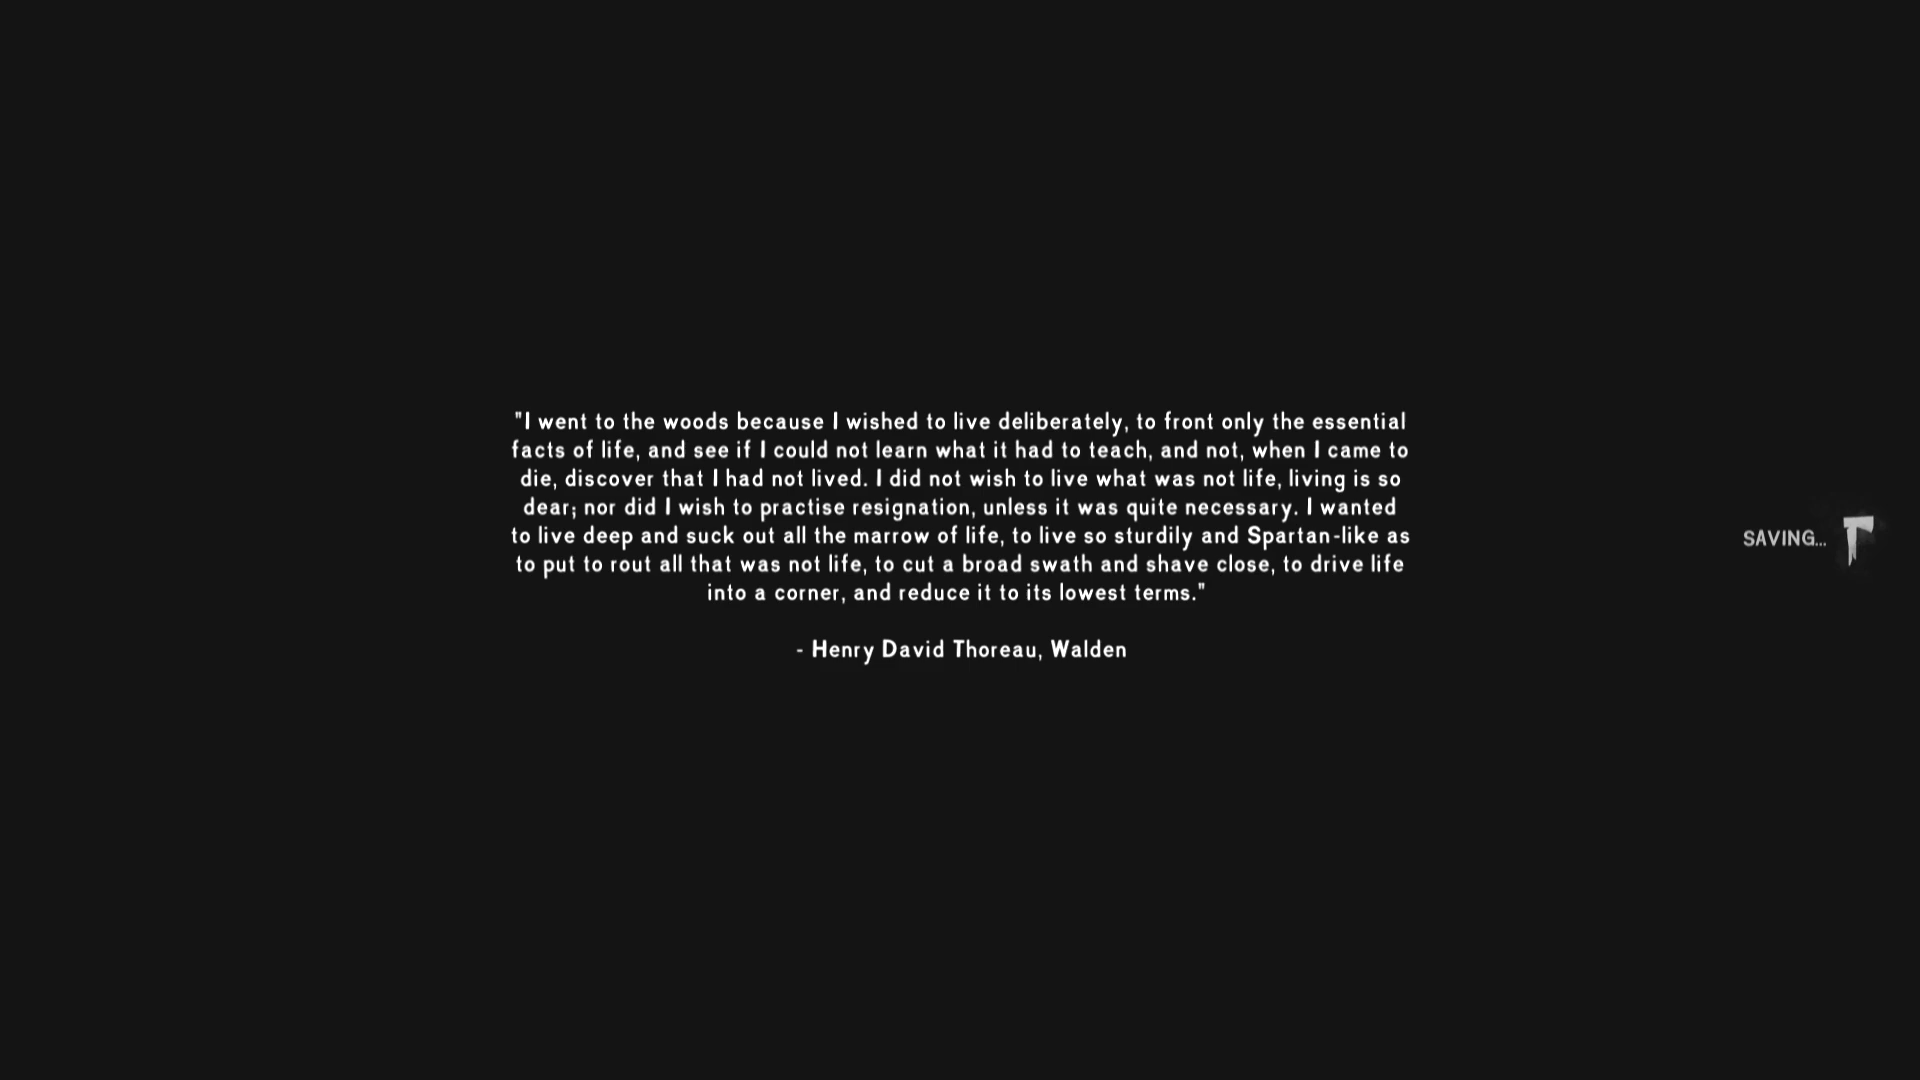 "I went to the woods because I wished to live deliberately, to front only the essential
facts of life, and see if I could not learn what it had to teach, and not, when I came to
die, discover that I had not lived. I did not wish to live what was not life, living is so
dear; nor did I wish to practise resignation, unless it was quite necessary. I wanted
to live deep and suck out all the marrow of life, to live so sturdily and Spartan-like as
to put to rout all that was not life, to cut a broad swath and shave close, to drive life
into a corner, and reduce it to its lowest terms."
- Henry David Thoreau, Walden
SAVING...